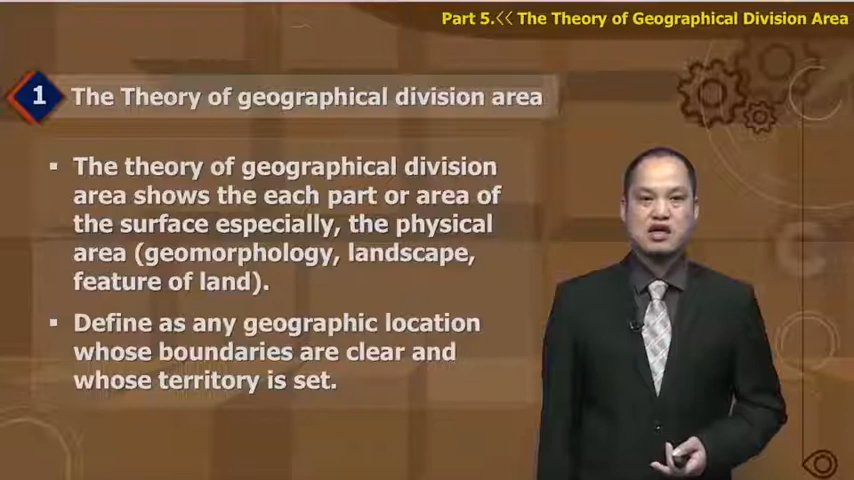 Part 5.<< The Theory of Geographical Division Area
1 The Theory of geographical division area
▪ The theory of geographical division
area shows the each part or area of
the surface especially, the physical
area (geomorphology, landscape,
feature of land).
▪ Define as any geographic location
whose boundaries are clear and
whose territory is set.